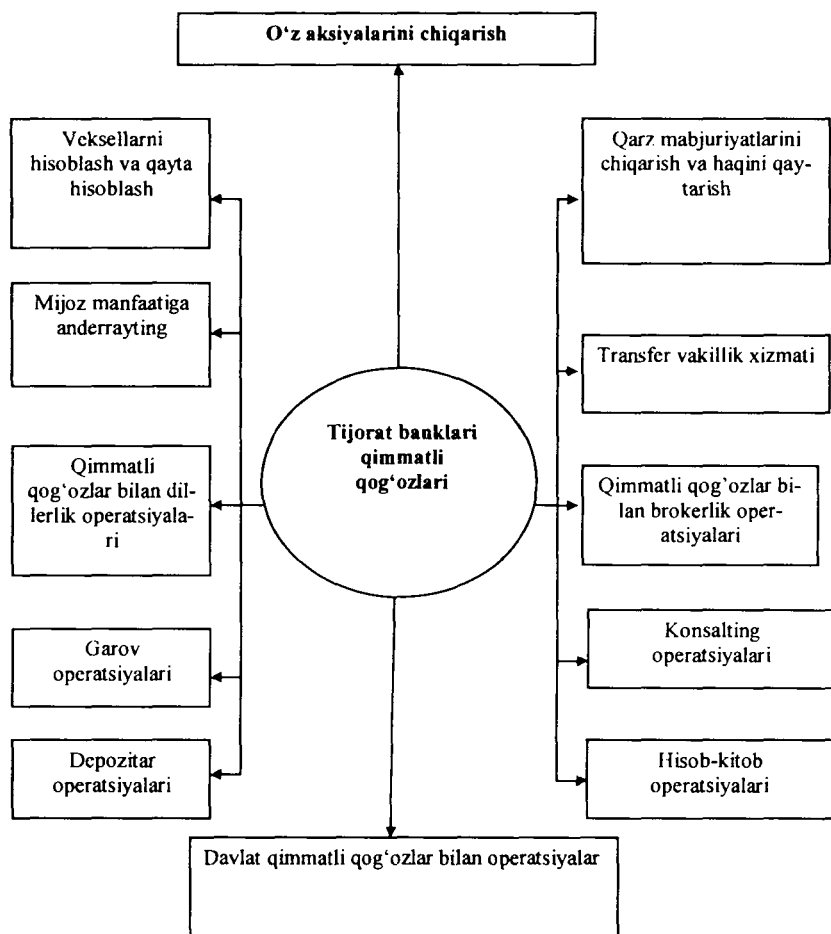 O‘z aksiyalarini chiqarish
Veksellarni
hisoblash va qayta
hisoblash
Qarz mabjuriyatlarini
chiqarish va haqini qay-
tarish
Mijoz manfaatiga
anderrayting
Transfer vakillik xizmati
Tijorat banklari
qimmatli
qog‘ozlari
Qimmatli
qog‘ozlar bilan dil-
lerlik operatsiyala-
ri
Qimmatli qog’ozlar bi-
lan brokerlik oper-
atsiyalari
Garov
operatsiyalari
Konsalting
operatsiyalari
Depozitar
operatsiyalari
Hisob-kitob
operatsiyalari
Davlat qimmatli qog‘ozlar bilan operatsiyalar